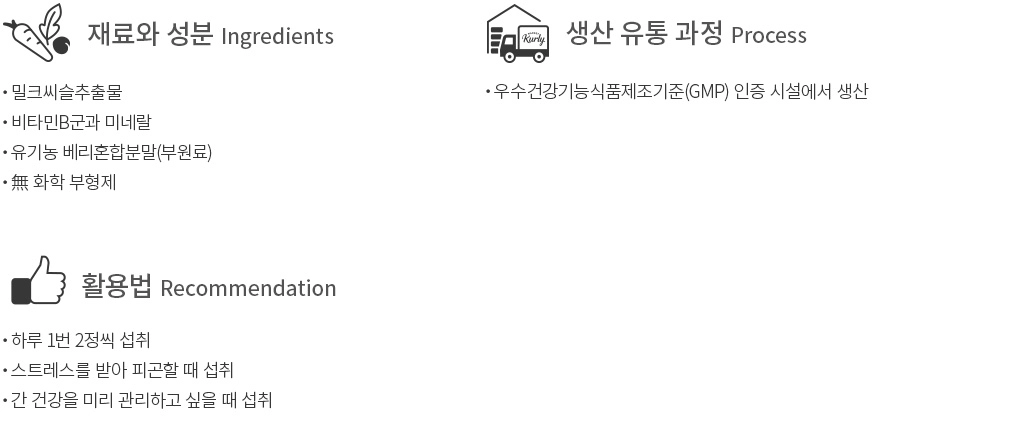 재료와 성분 Ingredients
• 밀크씨슬추출물
• 비타민B군과 미네랄
• 유기농 베리혼합분말(부원료)
• 無 화학 부형제
Kurly
생산 유통 과정 Process
• 우수건강기능식품제조기준(GMP) 인증 시설에서 생산
활용법 Recommendation
• 하루 1번 2정씩 섭취
• 스트레스를 받아 피곤할 때 섭취
• 간 건강을 미리 관리하고 싶을 때 섭취